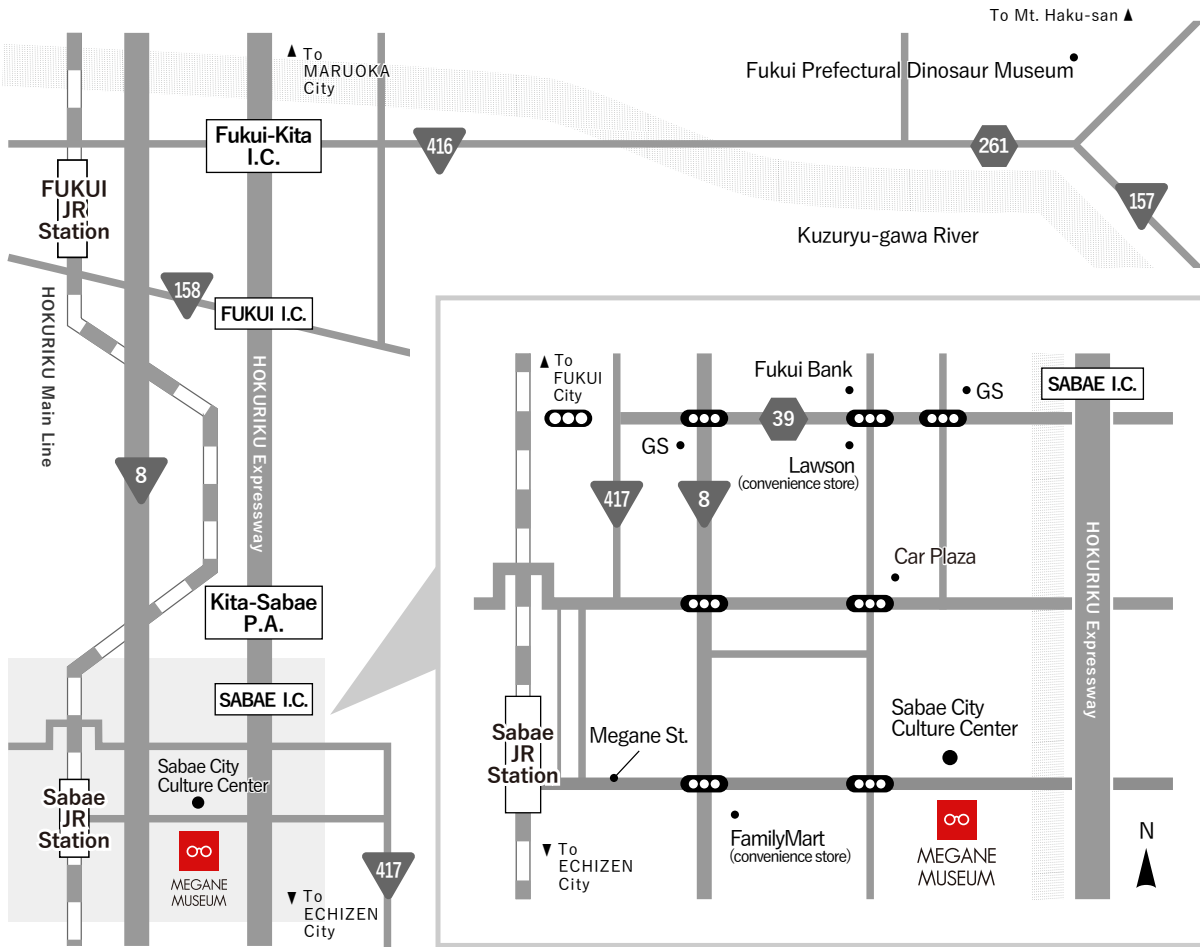 To Mt. Haku-san ▲
▲ To
MARUOKA
City
Fukui Prefectural Dinosaur Museum
Fukui-Kita
I.C.
416
261
157
FUKUI
JR
Station
Kuzuryu-gawa River
158
FUKUI I.C.
HOKURIKU Main Line
HOKURIKU Expressway
8
Kita-Sabae
P.A.
SABAE I.C.
Sabae City
Culture Center
Sabae
JR
Station
MEGANE
MUSEUM
417
▼ To
ECHIZEN
City
▲ To
FUKUI
City
Fukui Bank
GS
SABAE I.C.
39
GS
Lawson
(convenience store)
417
8
HOKURIKU Expressway
Car Plaza
Sabae City
Culture Center
Sabae
JR
Station
Megane St.
FamilyMart
(convenience store)
MEGANE
MUSEUM
N
▼ To
ECHIZEN
City